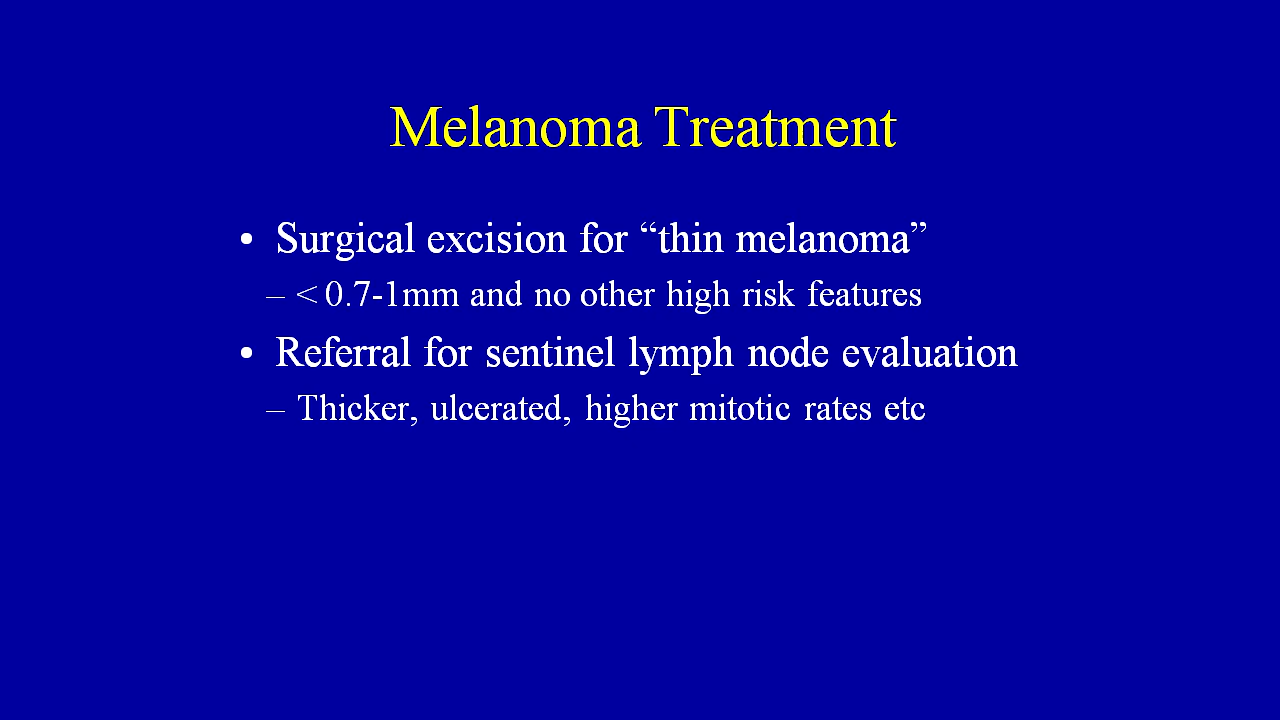 Melanoma Treatment
• Surgical excision for “thin melanoma”
– < 0.7-1mm and no other high risk features
• Referral for sentinel lymph node evaluation
– Thicker, ulcerated, higher mitotic rates etc